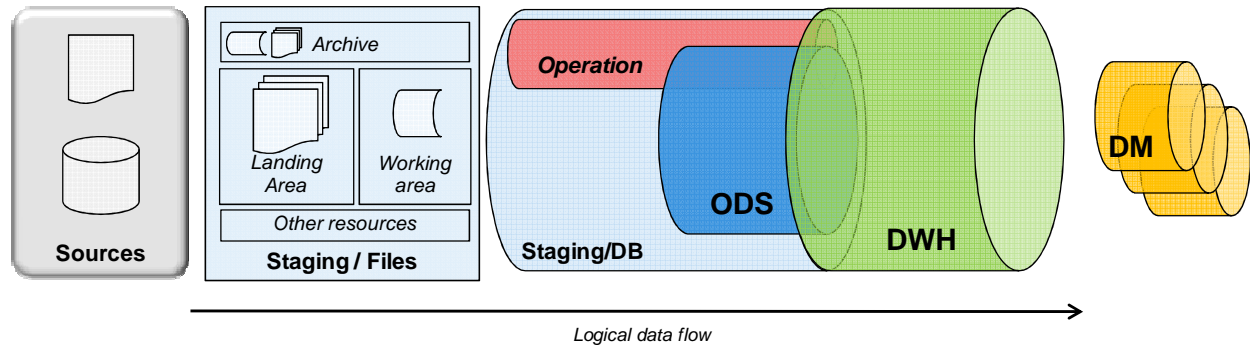 Sources
Archive
Landing
Area
Working
area
Other resources
Staging / Files
Operation
ODS
Staging/DB
DWH
DM
Logical data flow